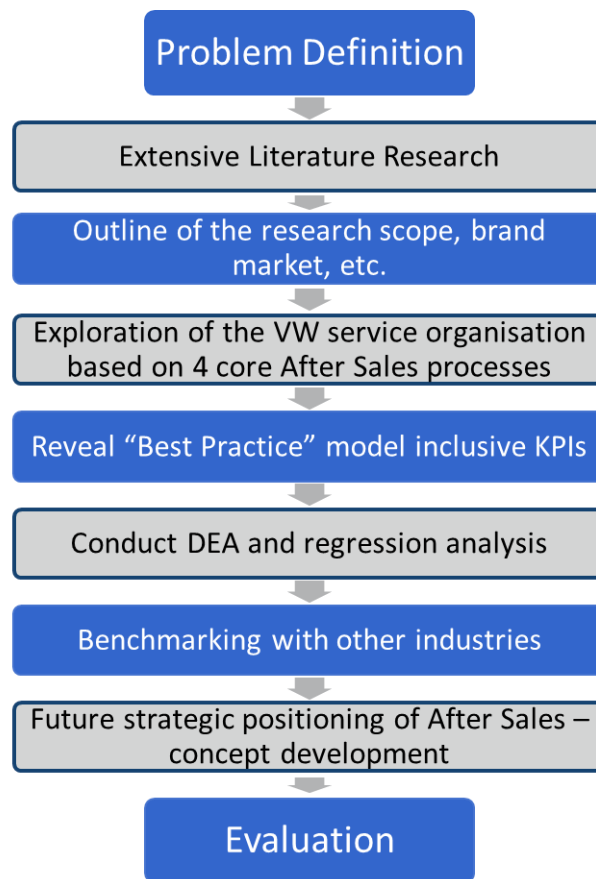 Problem Definition
Extensive Literature Research
Outline of the research scope, brand
market, etc.
Exploration of the VW service organisation
based on 4 core After Sales processes
Reveal “Best Practice” model inclusive KPIs
Conduct DEA and regression analysis
Benchmarking with other industries
Future strategic positioning of After Sales –
concept development
Evaluation